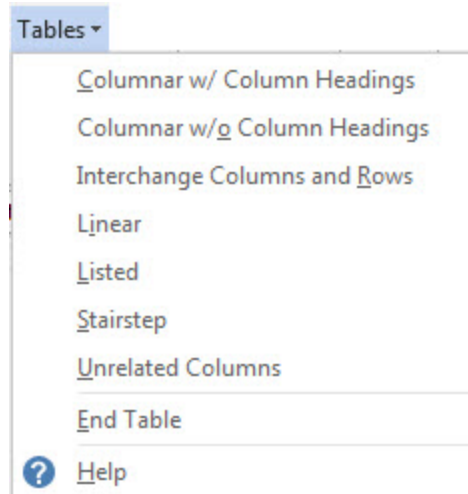 Tables
Columnar w/ Column Headings
Columnar w/o Column Headings
Interchange Columns and Rows
Linear
Listed
Stairstep
Unrelated Columns
End Table
? Help